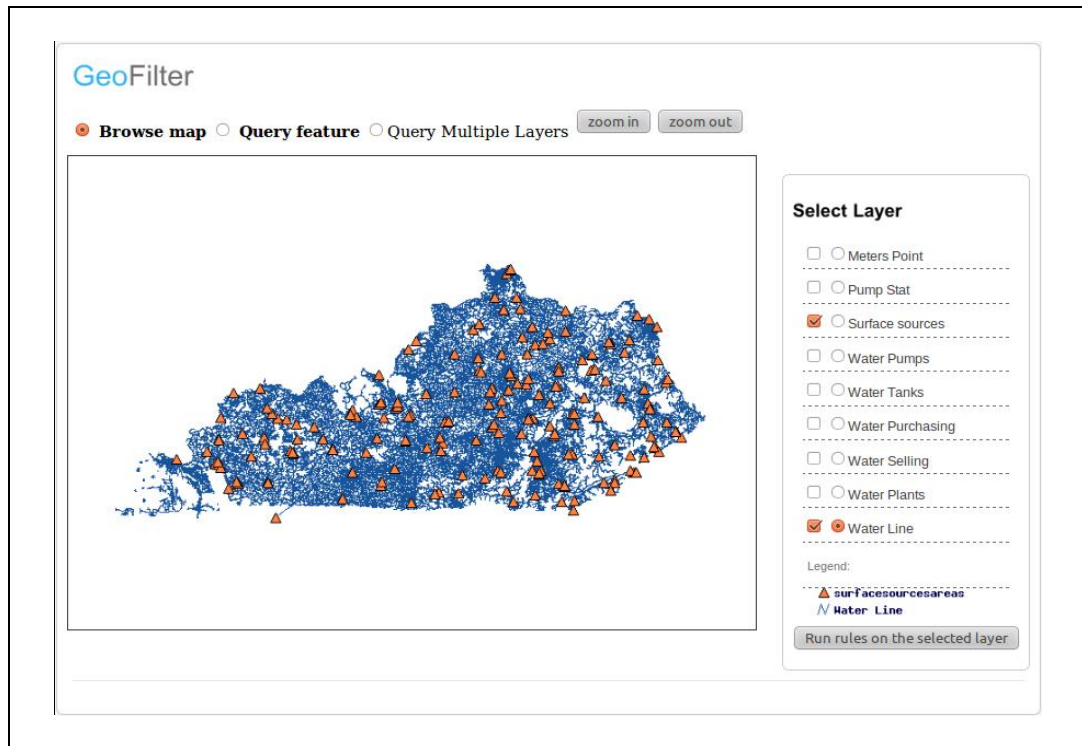 GeoFilter
Browse map Query feature Query Multiple Layers zoom in zoom out
Select Layer
Meters Point
Pump Stat
Surface sources
Water Pumps
Water Tanks
Water Purchasing
Water Selling
Water Plants
Water Line
Legend:
surfacesourcesareas
Water Line
Run rules on the selected layer